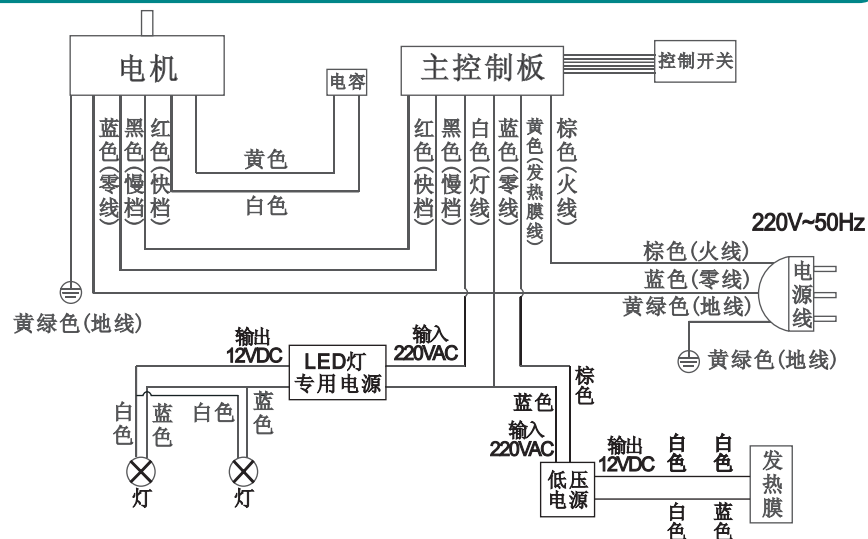 电机
电容
主控制板
控制开关
蓝色(零线)
黑色(慢档)
红色(快档)
黄色
白色
红色(快档)
黑色(慢档)
白色(灯线)
蓝色(零线)
黄色(发热膜线)
棕色(火线)
220V~50Hz
棕色(火线)
蓝色(零线)
黄绿色(地线)
电源线
黄绿色(地线)
黄绿色(地线)
输出
12VDC
LED灯
专用电源
输入
220VAC
白色
蓝色
白色
蓝色
灯
灯
蓝色
棕色
输入
220VAC
低压
电源
输出
12VDC
白色
白色
白色
蓝色
发热膜